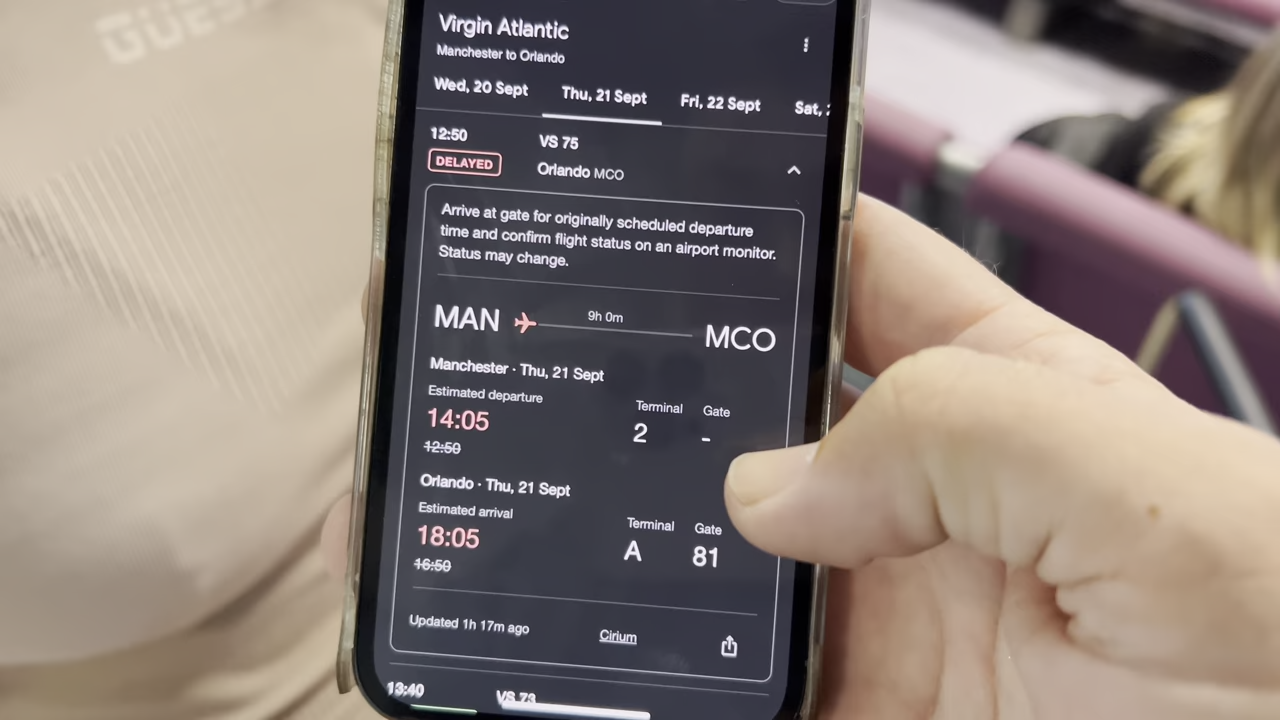 GUESS
Virgin Atlantic
Manchester to Orlando
Wed, 20 Sept Thu, 21 Sept Fri, 22 Sept Sat,
12:50 VS 75
DELAYED Orlando MCO
Arrive at gate for originally scheduled departure
time and confirm flight status on an airport monitor.
Status may change.
MAN 9h 0m MCO
Manchester · Thu, 21 Sept
Estimated departure Terminal Gate
14:05 2 -
12:50
Orlando · Thu, 21 Sept
Estimated arrival Terminal Gate
18:05 A 81
16:50
Updated 1h 17m ago Cirium
13:40 VS 73